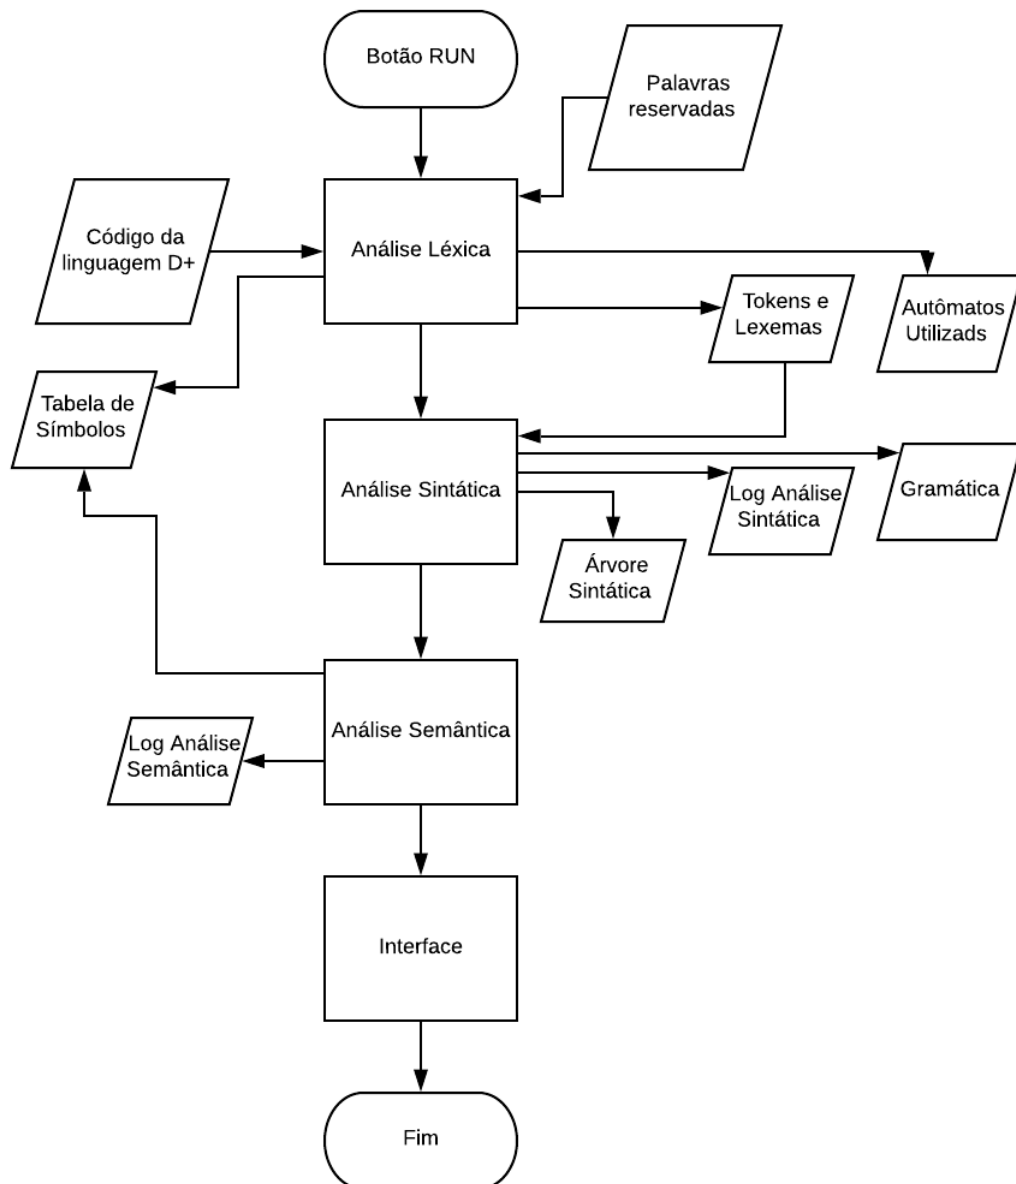 Botão RUN
Palavras
reservadas
Código da
linguagem D+
Análise Léxica
Tokens e
Lexemas
Autômatos
Utilizads
Tabela de
Símbolos
Análise Sintática
Log Análise
Sintática
Gramática
Árvore
Sintática
Análise Semântica
Log Análise
Semântica
Interface
Fim